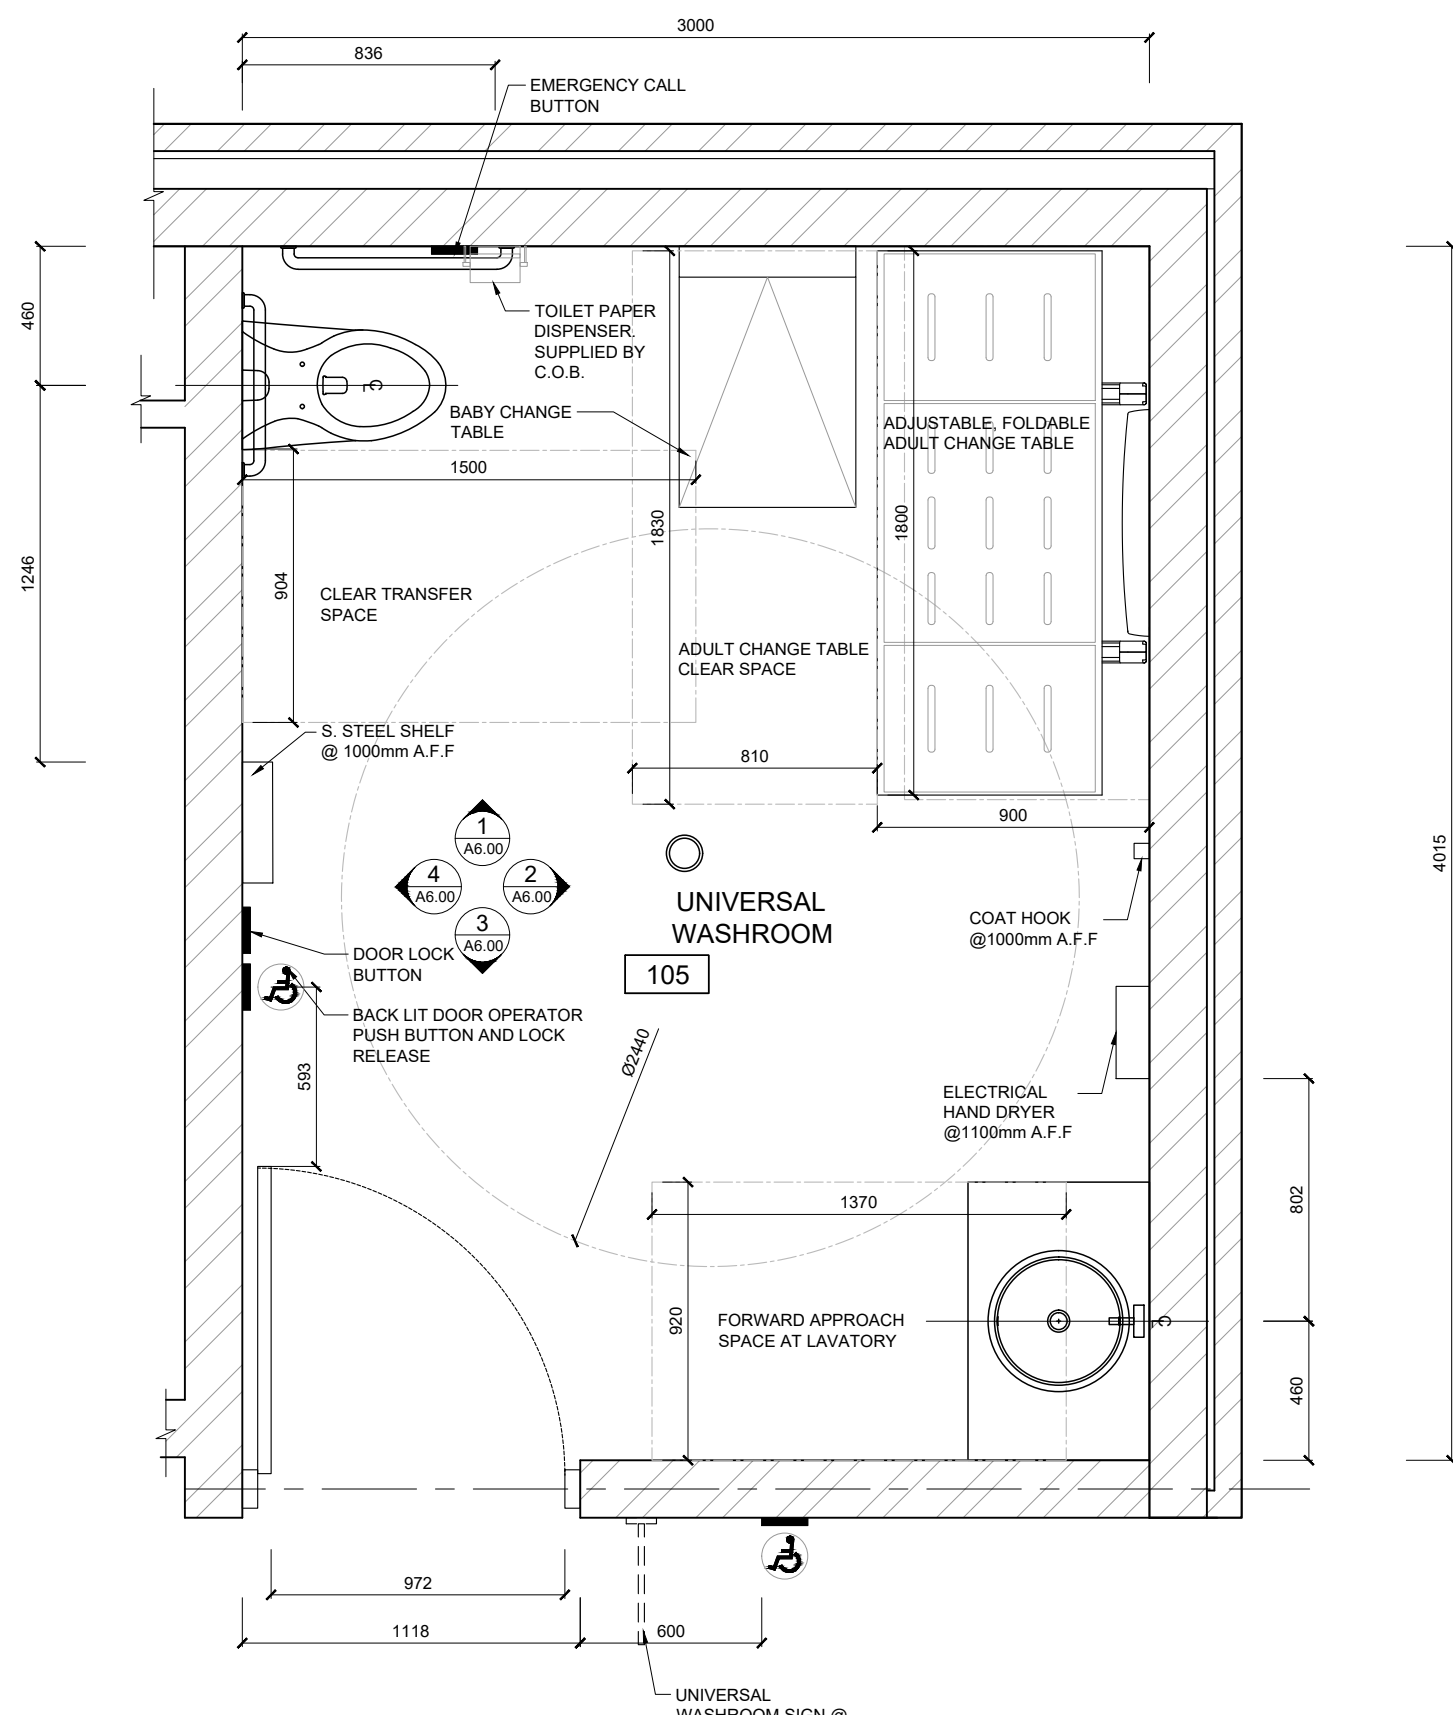 3000
836
EMERGENCY CALL
BUTTON
460
TOILET PAPER
DISPENSER.
SUPPLIED BY
C.O.B.
CL
BABY CHANGE
TABLE
ADJUSTABLE, FOLDABLE
ADULT CHANGE TABLE
1500
1830
1800
1246
904
CLEAR TRANSFER
SPACE
ADULT CHANGE TABLE
CLEAR SPACE
S. STEEL SHELF
@ 1000mm A.F.F
810
900
4015
1
A6.00
4
A6.00
2
A6.00
3
A6.00
UNIVERSAL
WASHROOM
105
COAT HOOK
@1000mm A.F.F
DOOR LOCK
BUTTON
BACK LIT DOOR OPERATOR
PUSH BUTTON AND LOCK
RELEASE
593
Ø2440
ELECTRICAL
HAND DRYER
@1100mm A.F.F
802
1370
920
FORWARD APPROACH
SPACE AT LAVATORY
CL
460
972
1118
600
UNIVERSAL
WASHROOM SIGN @